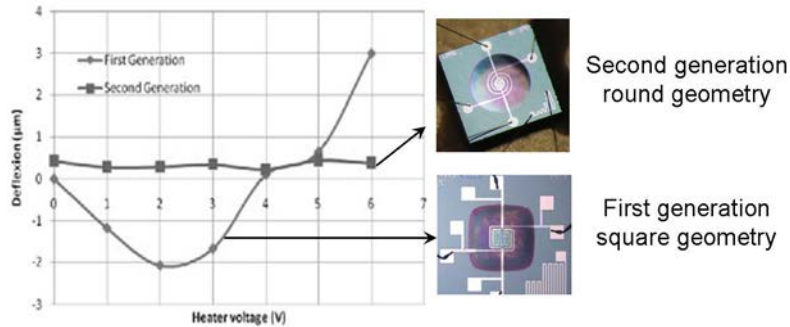 4
3
2
1
0
-1
-2
-3
Deflexion (µm)
First Generation
Second Generation
0 1 2 3 4 5 6 7
Heater voltage (V)
Second generation
round geometry
First generation
square geometry